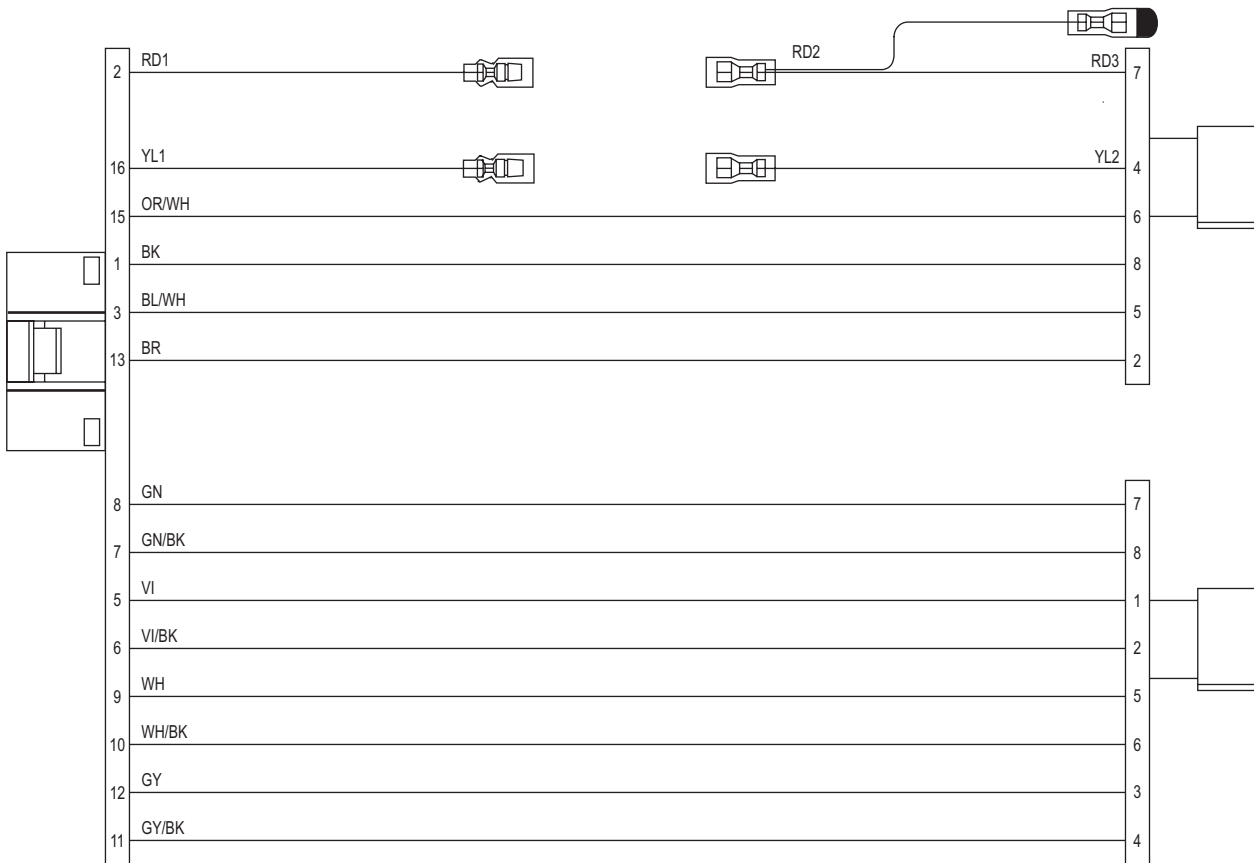 RD2
2 RD1 RD3 7
16 YL1 YL2 4
15 OR/WH 6
1 BK 8
3 BL/WH 5
13 BR 2
8 GN 7
7 GN/BK 8
5 VI 1
6 VI/BK 2
9 WH 5
10 WH/BK 6
12 GY 3
11 GY/BK 4